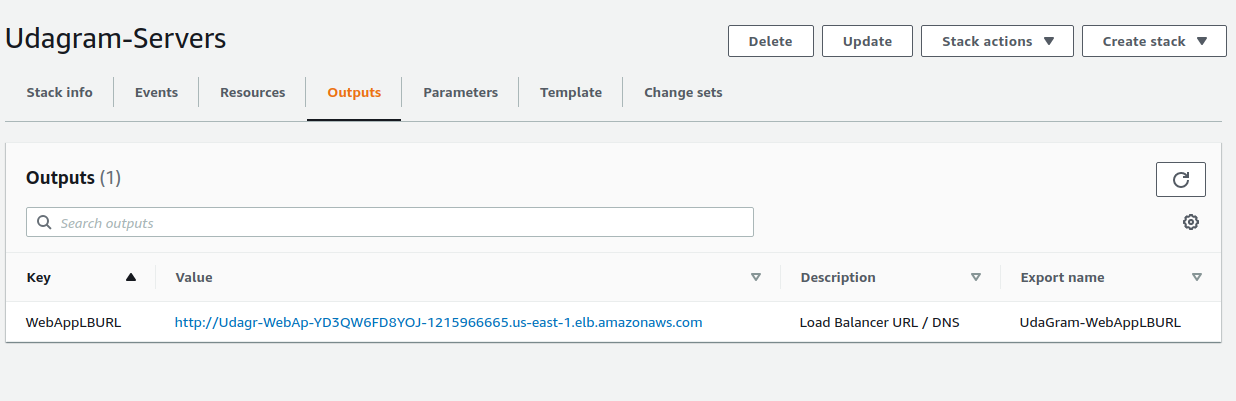 Udagram-Servers
Delete Update Stack actions Create stack
Stack info Events Resources Outputs Parameters Template Change sets
Outputs (1)
Search outputs
Key Value Description Export name
WebAppLBURL http://Udagr-WebAp-YD3QW6FD8YOJ-1215966665.us-east-1.elb.amazonaws.com Load Balancer URL / DNS UdaGram-WebAppLBURL